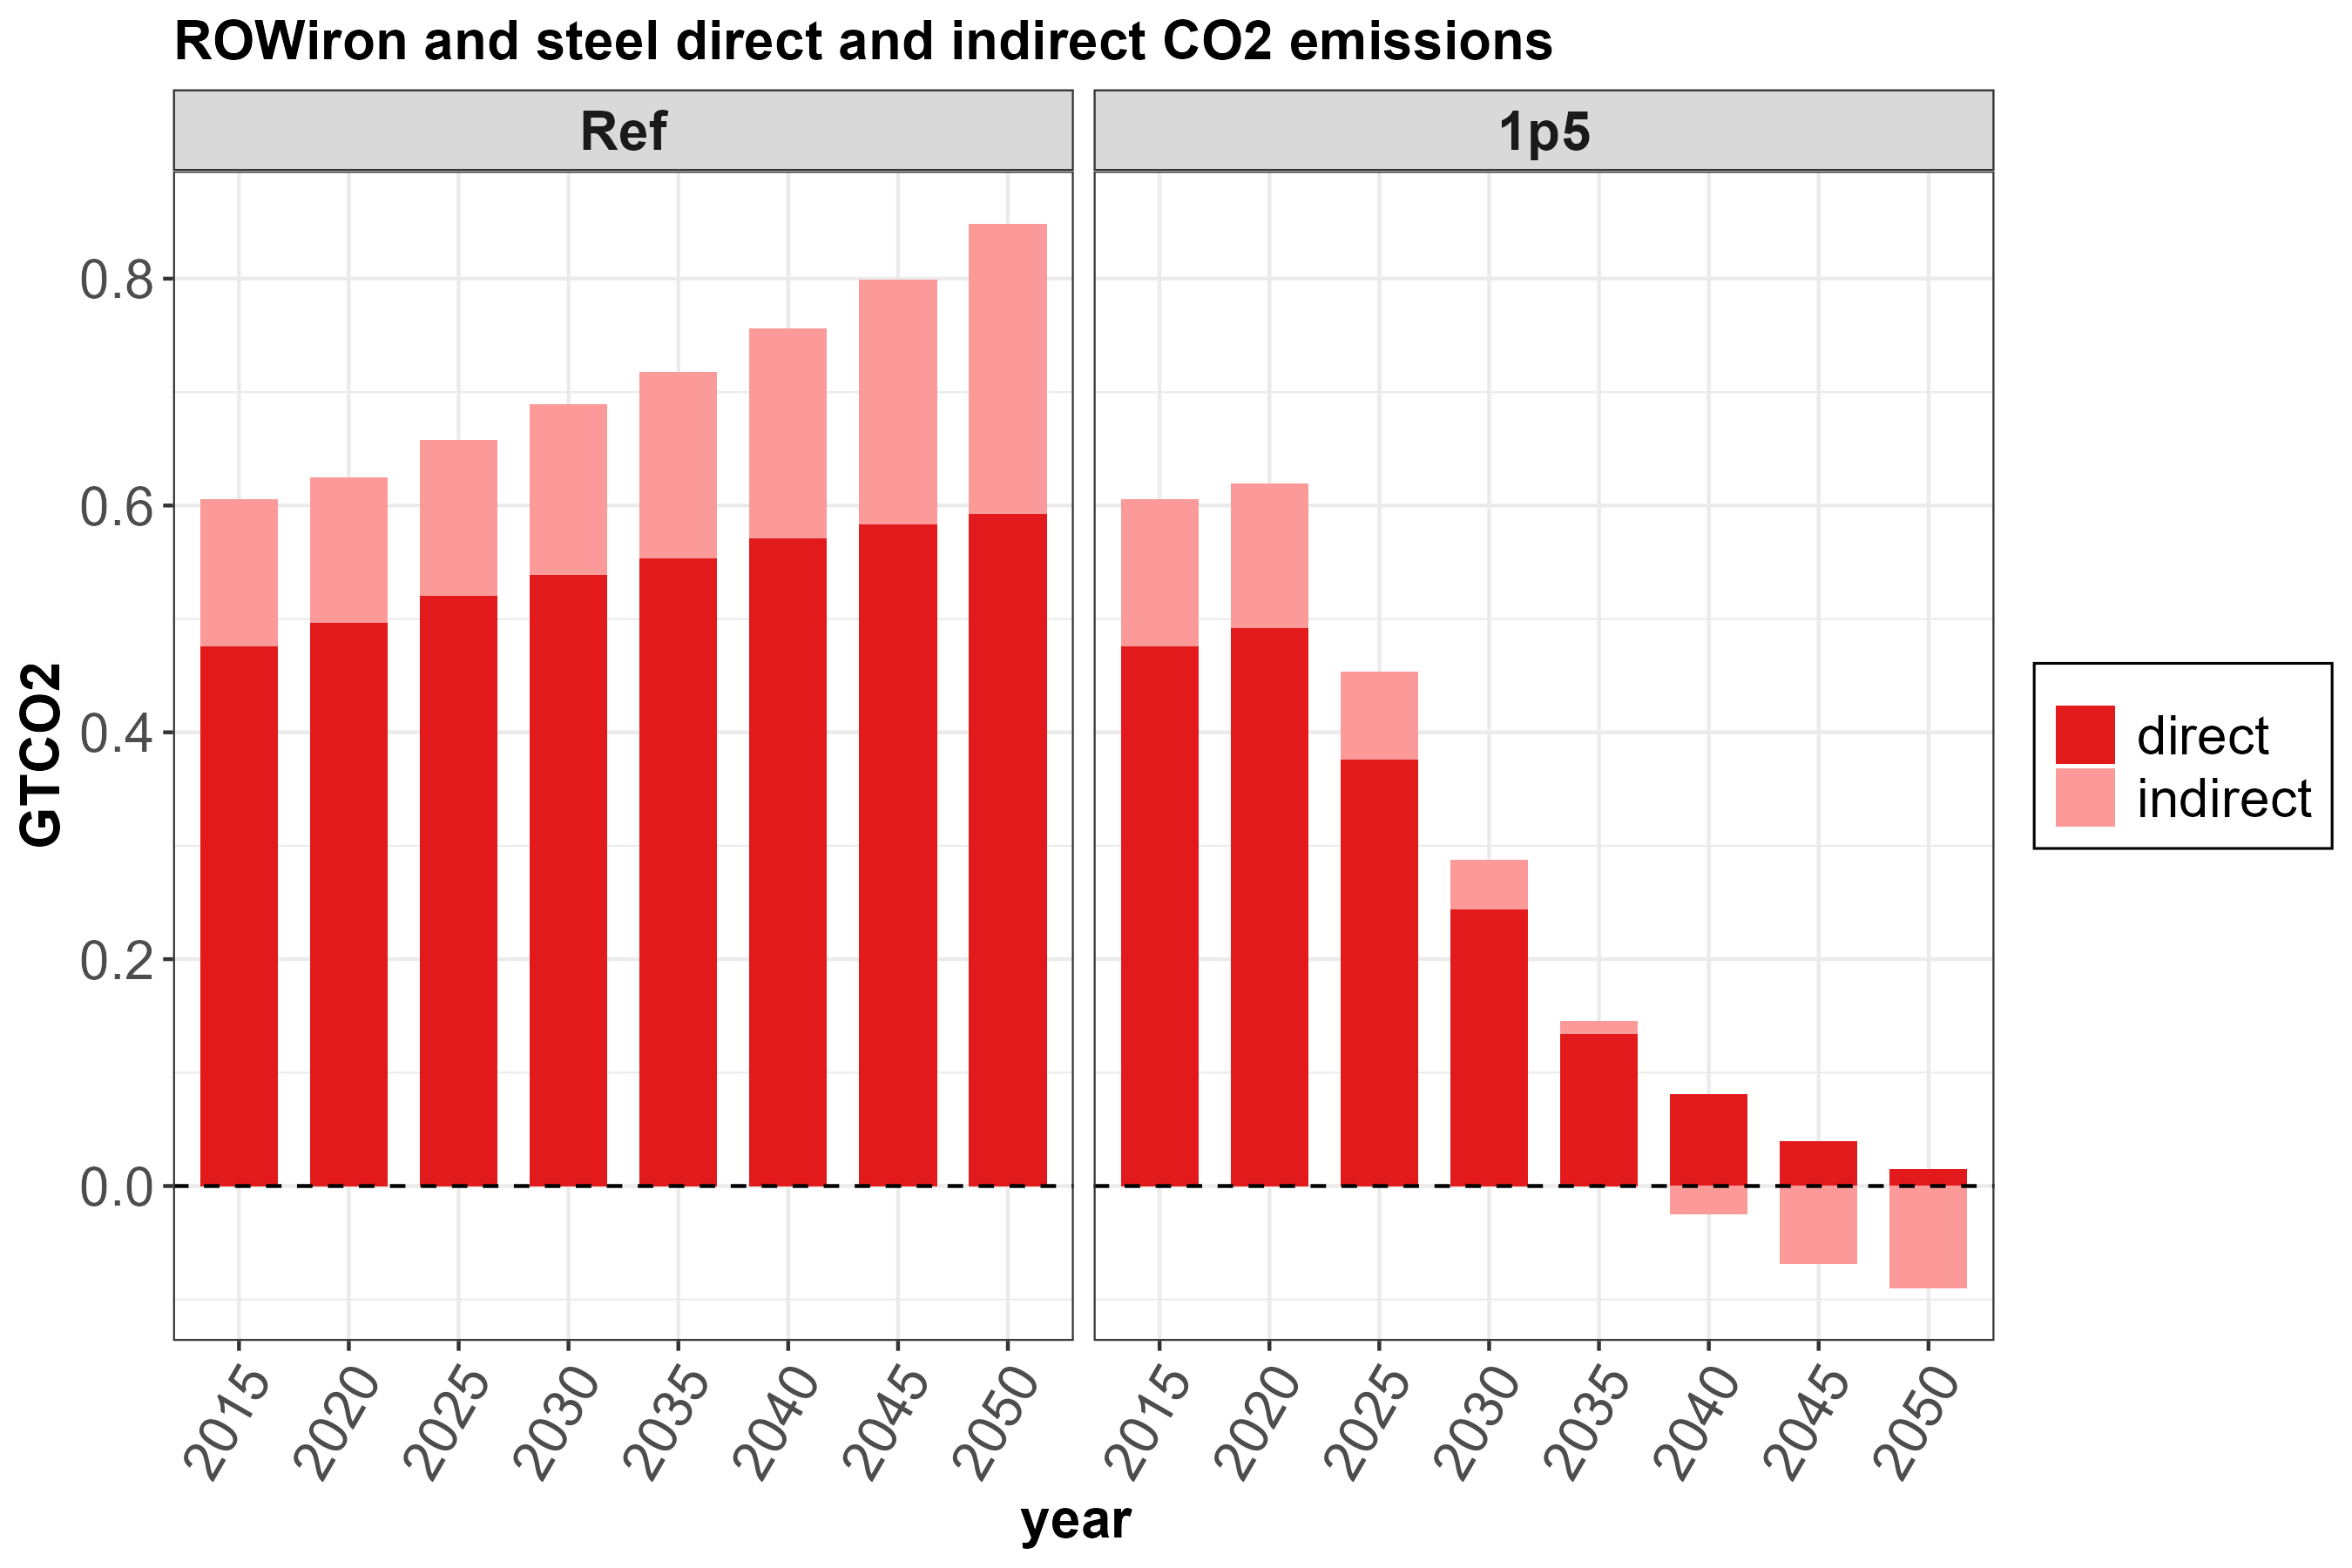 ROWiron and steel direct and indirect CO2 emissions
Ref
1p5
GTCO2
0.8
0.6
0.4
0.2
0.0
2015 2020 2025 2030 2035 2040 2045 2050
2015 2020 2025 2030 2035 2040 2045 2050
year
direct
indirect